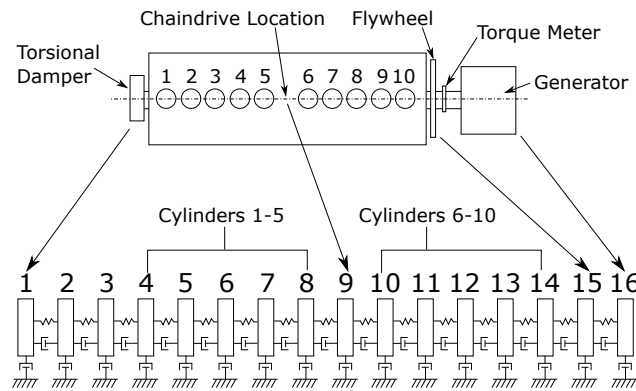 Chaindrive Location
Flywheel
Torque Meter
Torsional
Damper
Generator
1 2 3 4 5 6 7 8 9 10
Cylinders 1-5
Cylinders 6-10
1 2 3 4 5 6 7 8 9 10 11 12 13 14 15 16